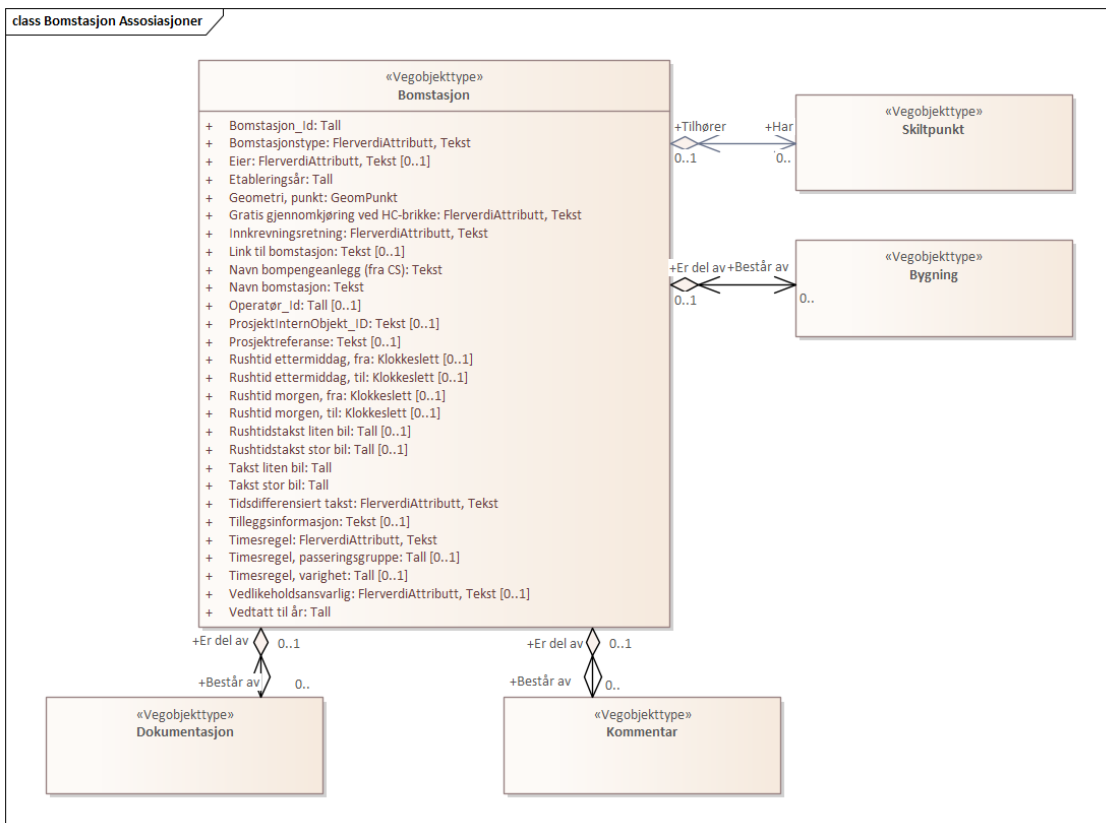 class Bomstasjon Assosiasjoner
«Vegobjekttype»
Bomstasjon
+ Bomstasjon_Id: Tall
+ Bomstasjonstype: FlerverdiAttributt, Tekst
+ Eier: FlerverdiAttributt, Tekst [0..1]
+ Etableringsår: Tall
+ Geometri, punkt: GeomPunkt
+ Gratis gjennomkjøring ved HC-brikke: FlerverdiAttributt, Tekst
+ Innkrevningsretning: FlerverdiAttributt, Tekst
+ Link til bomstasjon: Tekst [0..1]
+ Navn bompengeanlegg (fra CS): Tekst
+ Navn bomstasjon: Tekst
+ Operatør_Id: Tall [0..1]
+ ProsjektInternObjekt_ID: Tekst [0..1]
+ Prosjektreferanse: Tekst [0..1]
+ Rushtid ettermiddag, fra: Klokkeslett [0..1]
+ Rushtid ettermiddag, til: Klokkeslett [0..1]
+ Rushtid morgen, fra: Klokkeslett [0..1]
+ Rushtid morgen, til: Klokkeslett [0..1]
+ Rushtidstakst liten bil: Tall [0..1]
+ Rushtidstakst stor bil: Tall [0..1]
+ Takst liten bil: Tall
+ Takst stor bil: Tall
+ Tidsdifferensiert takst: FlerverdiAttributt, Tekst
+ Tilleggsinformasjon: Tekst [0..1]
+ Timesregel: FlerverdiAttributt, Tekst
+ Timesregel, passeringsgruppe: Tall [0..1]
+ Timesregel, varighet: Tall [0..1]
+ Vedlikeholdsansvarlig: FlerverdiAttributt, Tekst [0..1]
+ Vedtatt til år: Tall
+Tilhører +Har
0..1 0..
«Vegobjekttype»
Skiltpunkt
+Er del av +Består av
0..1 0..
«Vegobjekttype»
Bygning
+Er del av 0..1
+Består av 0..
«Vegobjekttype»
Dokumentasjon
+Er del av 0..1
+Består av 0..
«Vegobjekttype»
Kommentar